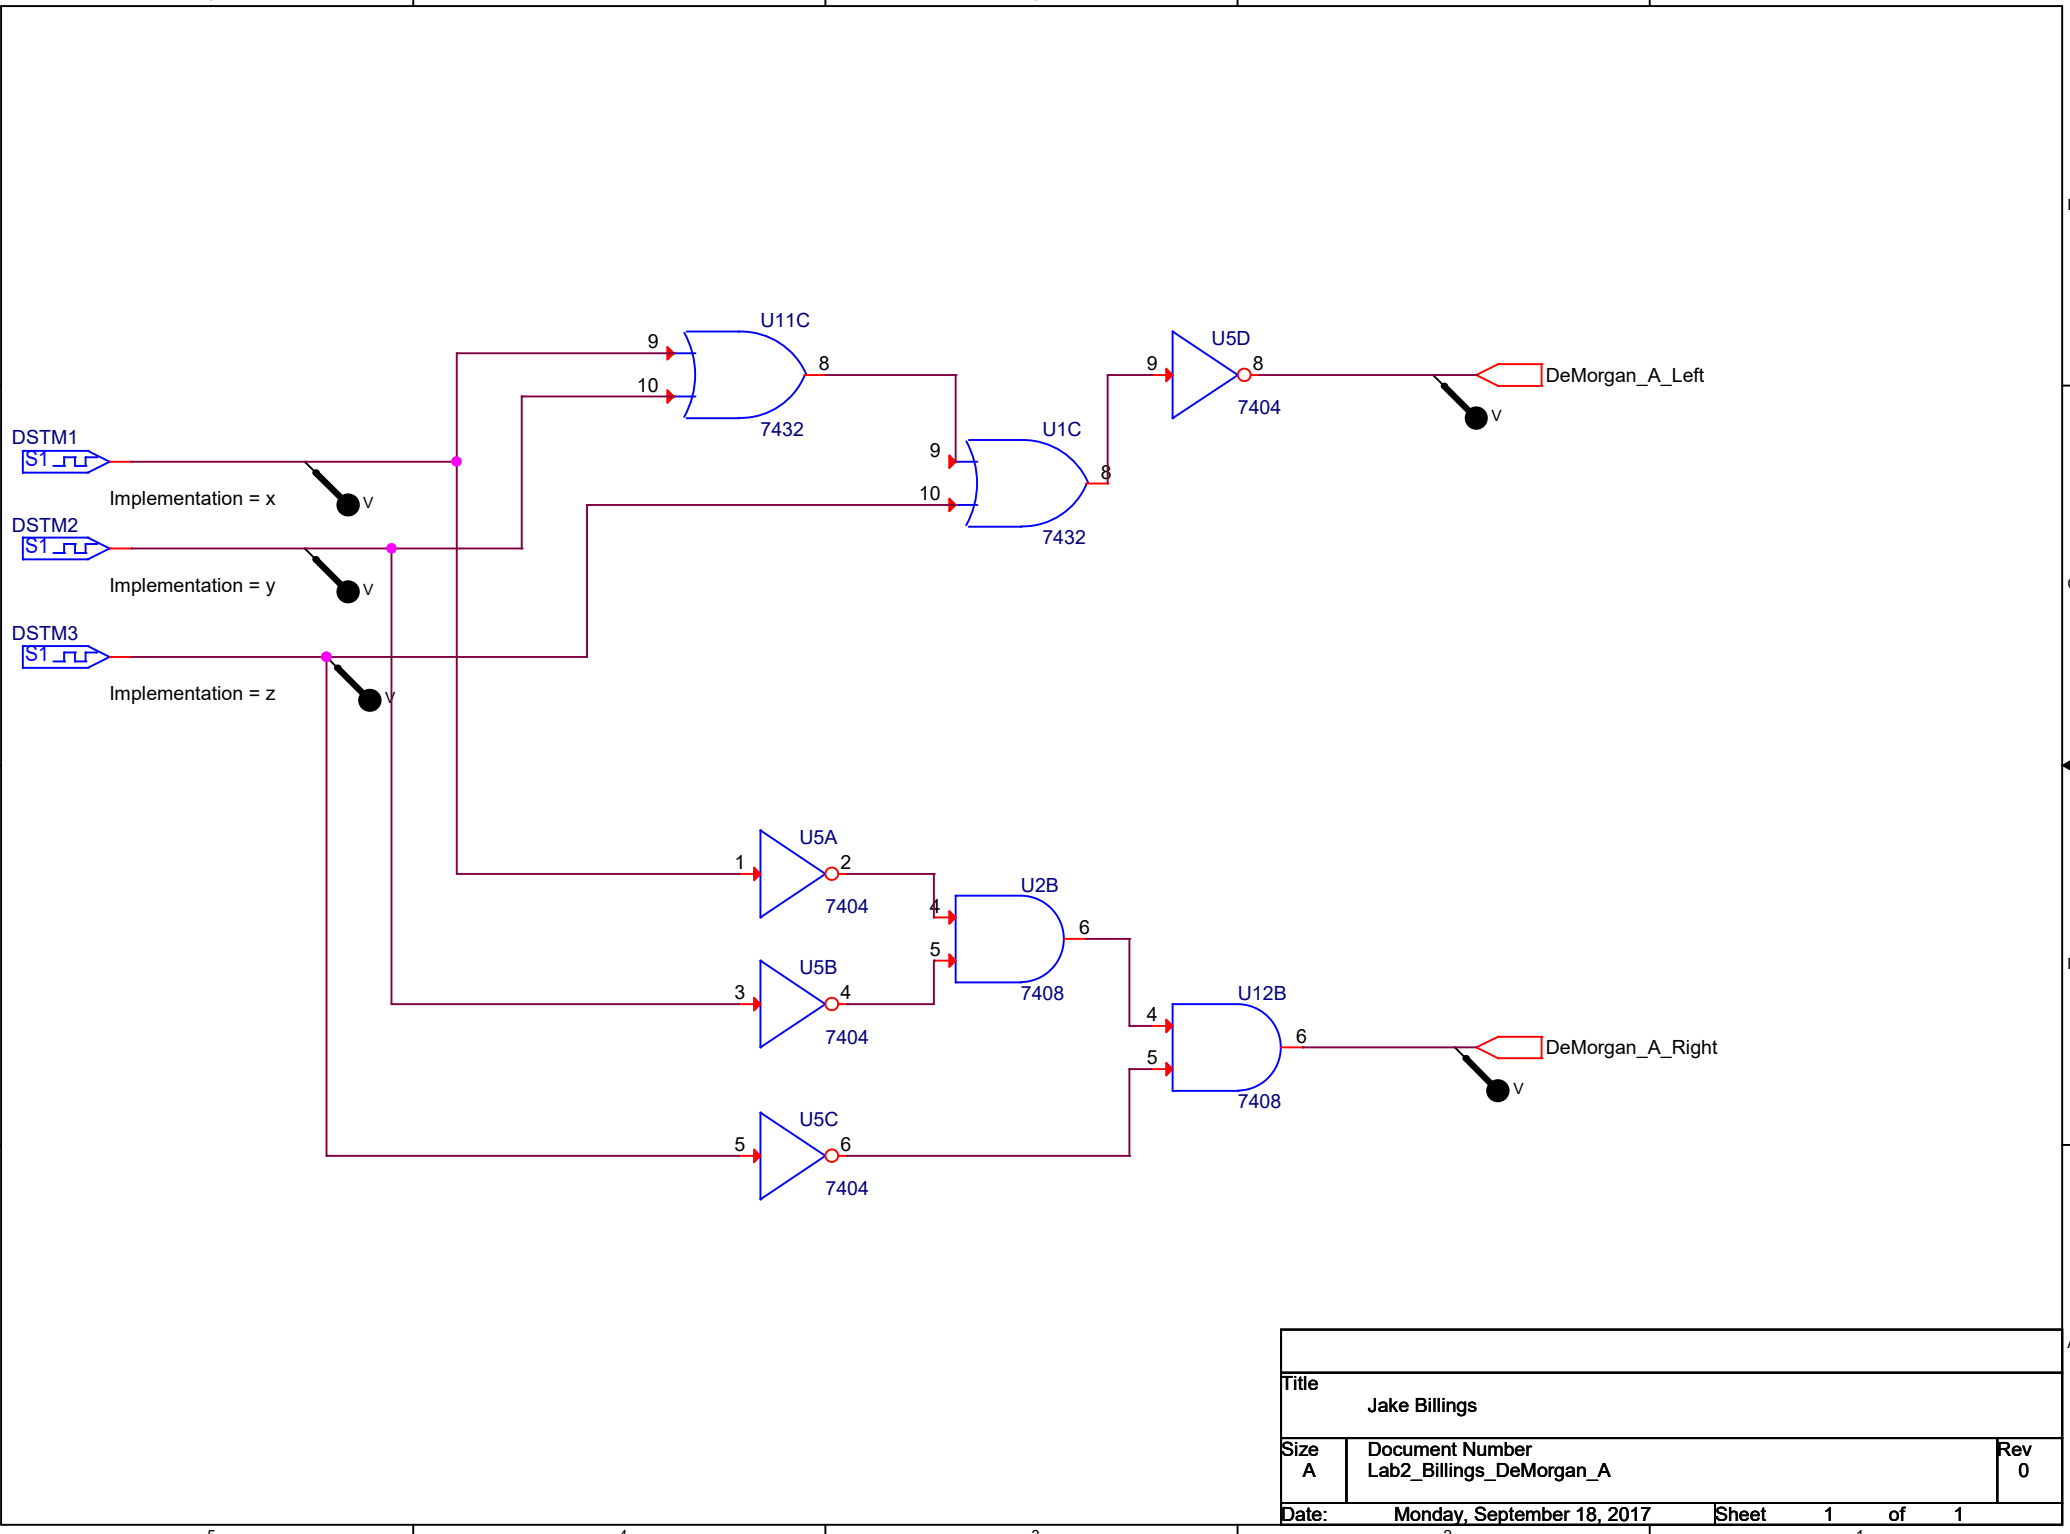 U11C
9
10
8
7432
U5D
9
8
7404
DeMorgan_A_Left
V
U1C
9
10
8
7432
DSTM1
S1
Implementation = x
V
DSTM2
S1
Implementation = y
V
DSTM3
S1
Implementation = z
V
U5A
1
2
7404
U2B
4
5
6
7408
U5B
3
4
7404
U12B
4
5
6
7408
DeMorgan_A_Right
V
U5C
5
6
7404
Title
Jake Billings
Size
A
Document Number
Lab2_Billings_DeMorgan_A
Rev
0
Date:
Monday, September 18, 2017
Sheet 1 of 1